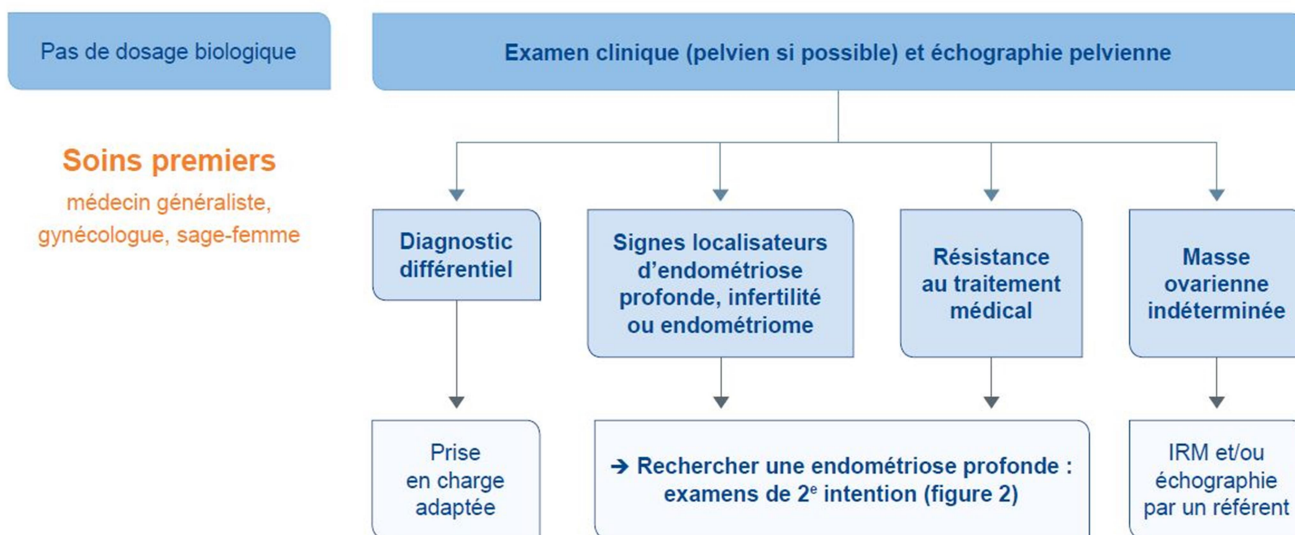 Pas de dosage biologique
Examen clinique (pelvien si possible) et échographie pelvienne
Soins premiers
médecin généraliste,
gynécologue, sage-femme
Diagnostic
différentiel
Signes localisateurs
d'endométriose
profonde, infertilité
ou endométriome
Résistance
au traitement
médical
Masse
ovarienne
indéterminée
Prise
en charge
adaptée
→ Rechercher une endométriose profonde :
examens de 2e intention (figure 2)
IRM et/ou
échographie
par un référent